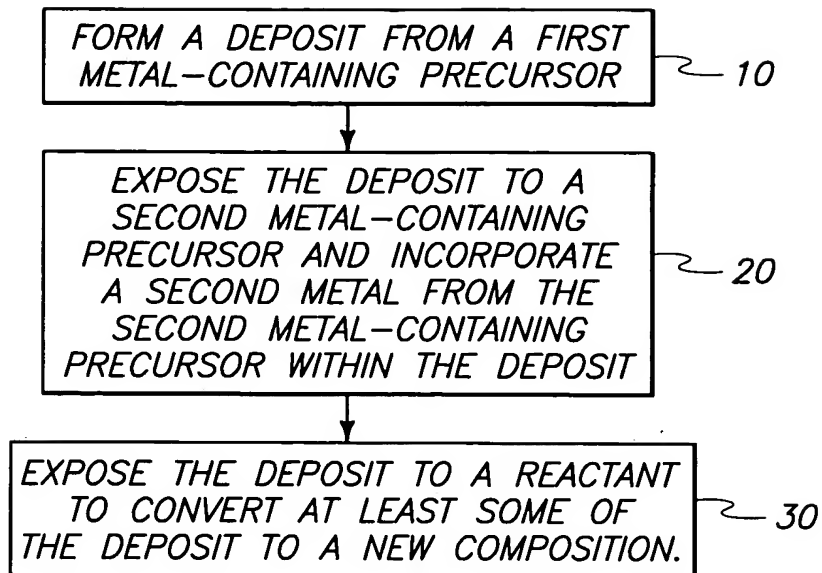 FORM A DEPOSIT FROM A FIRST
METAL-CONTAINING PRECURSOR
10
EXPOSE THE DEPOSIT TO A
SECOND METAL-CONTAINING
PRECURSOR AND INCORPORATE
A SECOND METAL FROM THE
SECOND METAL-CONTAINING
PRECURSOR WITHIN THE DEPOSIT
20
EXPOSE THE DEPOSIT TO A REACTANT
TO CONVERT AT LEAST SOME OF
THE DEPOSIT TO A NEW COMPOSITION.
30